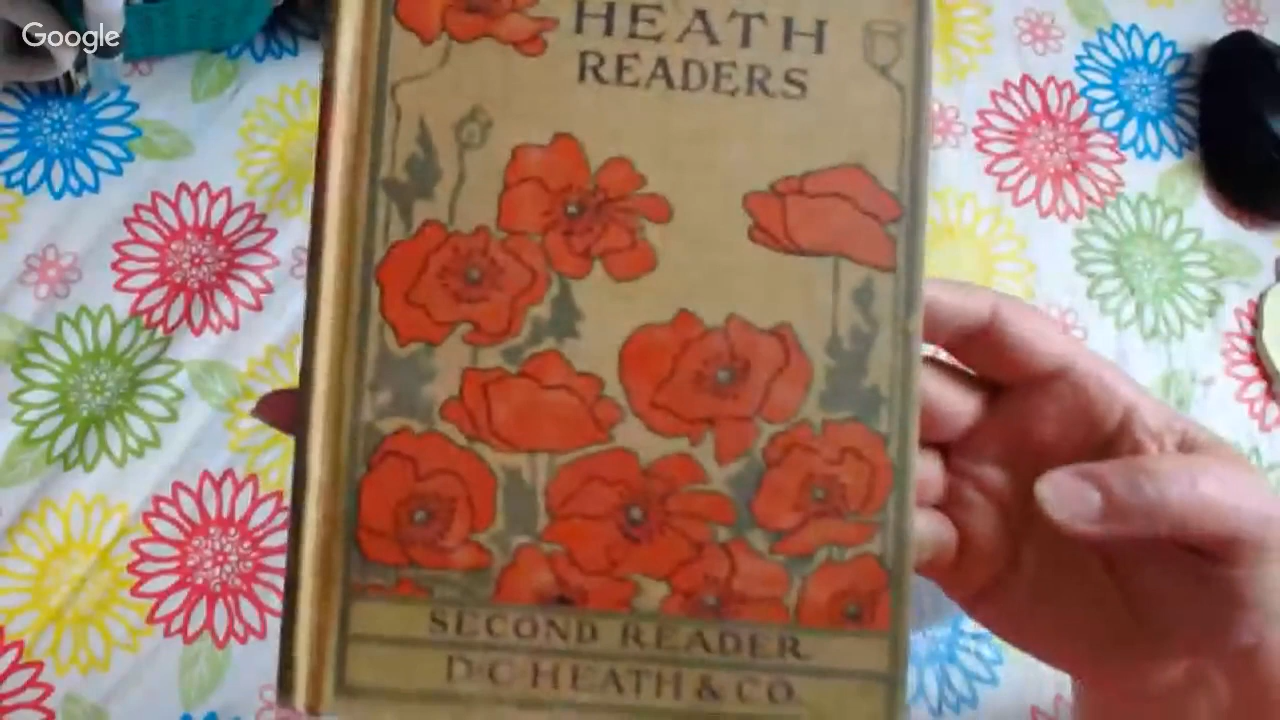 Google
HEATH
READERS
SECOND READER
D·C·HEATH & CO.